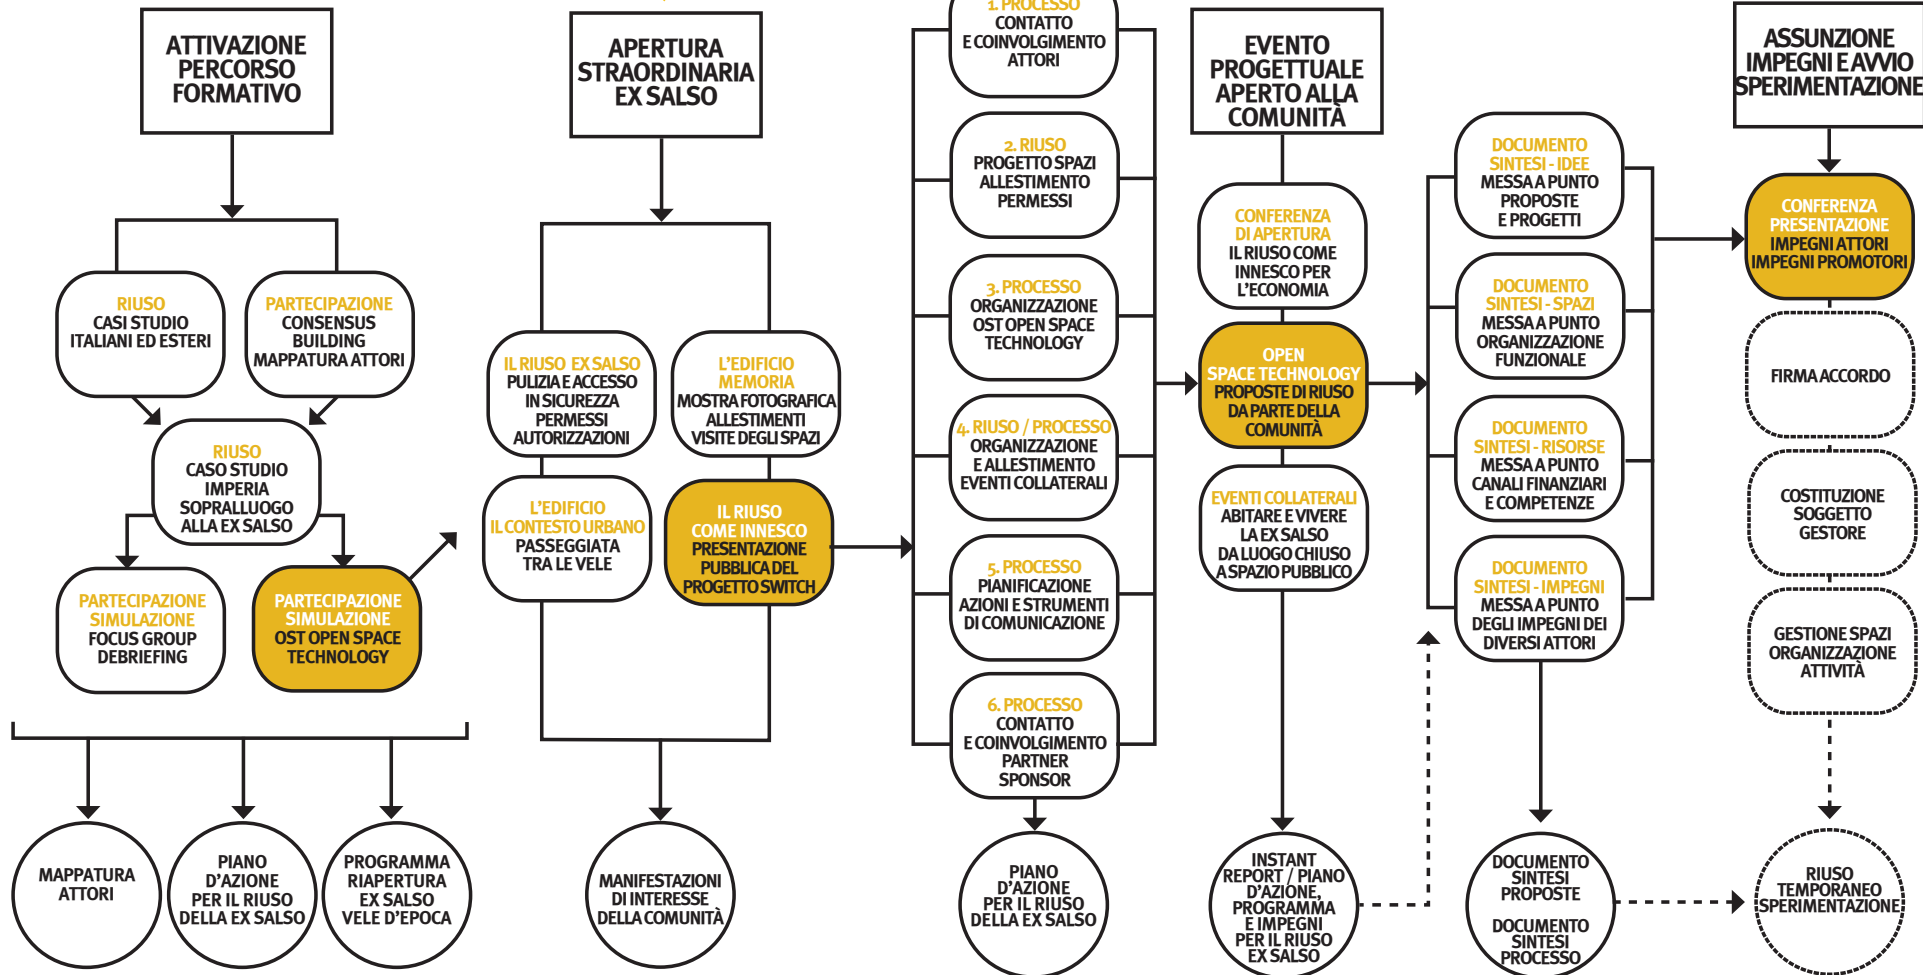 ATTIVAZIONE
PERCORSO
FORMATIVO
RIUSO
CASI STUDIO
ITALIANI ED ESTERI
PARTECIPAZIONE
CONSENSUS
BUILDING
MAPPATURA ATTORI
RIUSO
CASO STUDIO
IMPERIA
SOPRALLUOGO
ALLA EX SALSO
PARTECIPAZIONE
SIMULAZIONE
FOCUS GROUP
DEBRIEFING
PARTECIPAZIONE
SIMULAZIONE
OST OPEN SPACE
TECHNOLOGY
MAPPATURA
ATTORI
PIANO
D'AZIONE
PER IL RIUSO
DELLA EX SALSO
PROGRAMMA
RIAPERTURA
EX SALSO
VELE D'EPOCA
APERTURA
STRAORDINARIA
EX SALSO
IL RIUSO EX SALSO
PULIZIA E ACCESSO
IN SICUREZZA
PERMESSI
AUTORIZZAZIONI
L'EDIFICIO
MEMORIA
MOSTRA FOTOGRAFICA
ALLESTIMENTI
VISITE DEGLI SPAZI
L'EDIFICIO
IL CONTESTO URBANO
PASSEGGIATA
TRA LE VELE
IL RIUSO
COME INNESCO
PRESENTAZIONE
PUBBLICA DEL
PROGETTO SWITCH
MANIFESTAZIONI
DI INTERESSE
DELLA COMUNITÀ
1. PROCESSO
CONTATTO
E COINVOLGIMENTO
ATTORI
2. RIUSO
PROGETTO SPAZI
ALLESTIMENTO
PERMESSI
3. PROCESSO
ORGANIZZAZIONE
OST OPEN SPACE
TECHNOLOGY
4. RIUSO / PROCESSO
ORGANIZZAZIONE
E ALLESTIMENTO
EVENTI COLLATERALI
5. PROCESSO
PIANIFICAZIONE
AZIONI E STRUMENTI
DI COMUNICAZIONE
6. PROCESSO
CONTATTO
E COINVOLGIMENTO
PARTNER
SPONSOR
PIANO
D'AZIONE
PER IL RIUSO
DELLA EX SALSO
EVENTO
PROGETTUALE
APERTO ALLA
COMUNITÀ
CONFERENZA
DI APERTURA
IL RIUSO COME
INNESCO PER
L'ECONOMIA
OPEN
SPACE TECHNOLOGY
PROPOSTE DI RIUSO
DA PARTE DELLA
COMUNITÀ
EVENTI COLLATERALI
ABITARE E VIVERE
LA EX SALSO
DA LUOGO CHIUSO
A SPAZIO PUBBLICO
INSTANT
REPORT / PIANO
D'AZIONE,
PROGRAMMA
E IMPEGNI
PER IL RIUSO
EX SALSO
DOCUMENTO
SINTESI - IDEE
MESSA A PUNTO
PROPOSTE
E PROGETTI
DOCUMENTO
SINTESI - SPAZI
MESSA A PUNTO
ORGANIZZAZIONE
FUNZIONALE
DOCUMENTO
SINTESI - RISORSE
MESSA A PUNTO
CANALI FINANZIARI
E COMPETENZE
DOCUMENTO
SINTESI - IMPEGNI
MESSA A PUNTO
DEGLI IMPEGNI DEI
DIVERSI ATTORI
DOCUMENTO
SINTESI
PROPOSTE
DOCUMENTO
SINTESI
PROCESSO
ASSUNZIONE
IMPEGNI E AVVIO
SPERIMENTAZIONE
CONFERENZA
PRESENTAZIONE
IMPEGNI ATTORI
IMPEGNI PROMOTORI
FIRMA ACCORDO
COSTITUZIONE
SOGGETTO
GESTORE
GESTIONE SPAZI
ORGANIZZAZIONE
ATTIVITÀ
RIUSO
TEMPORANEO
SPERIMENTAZIONE